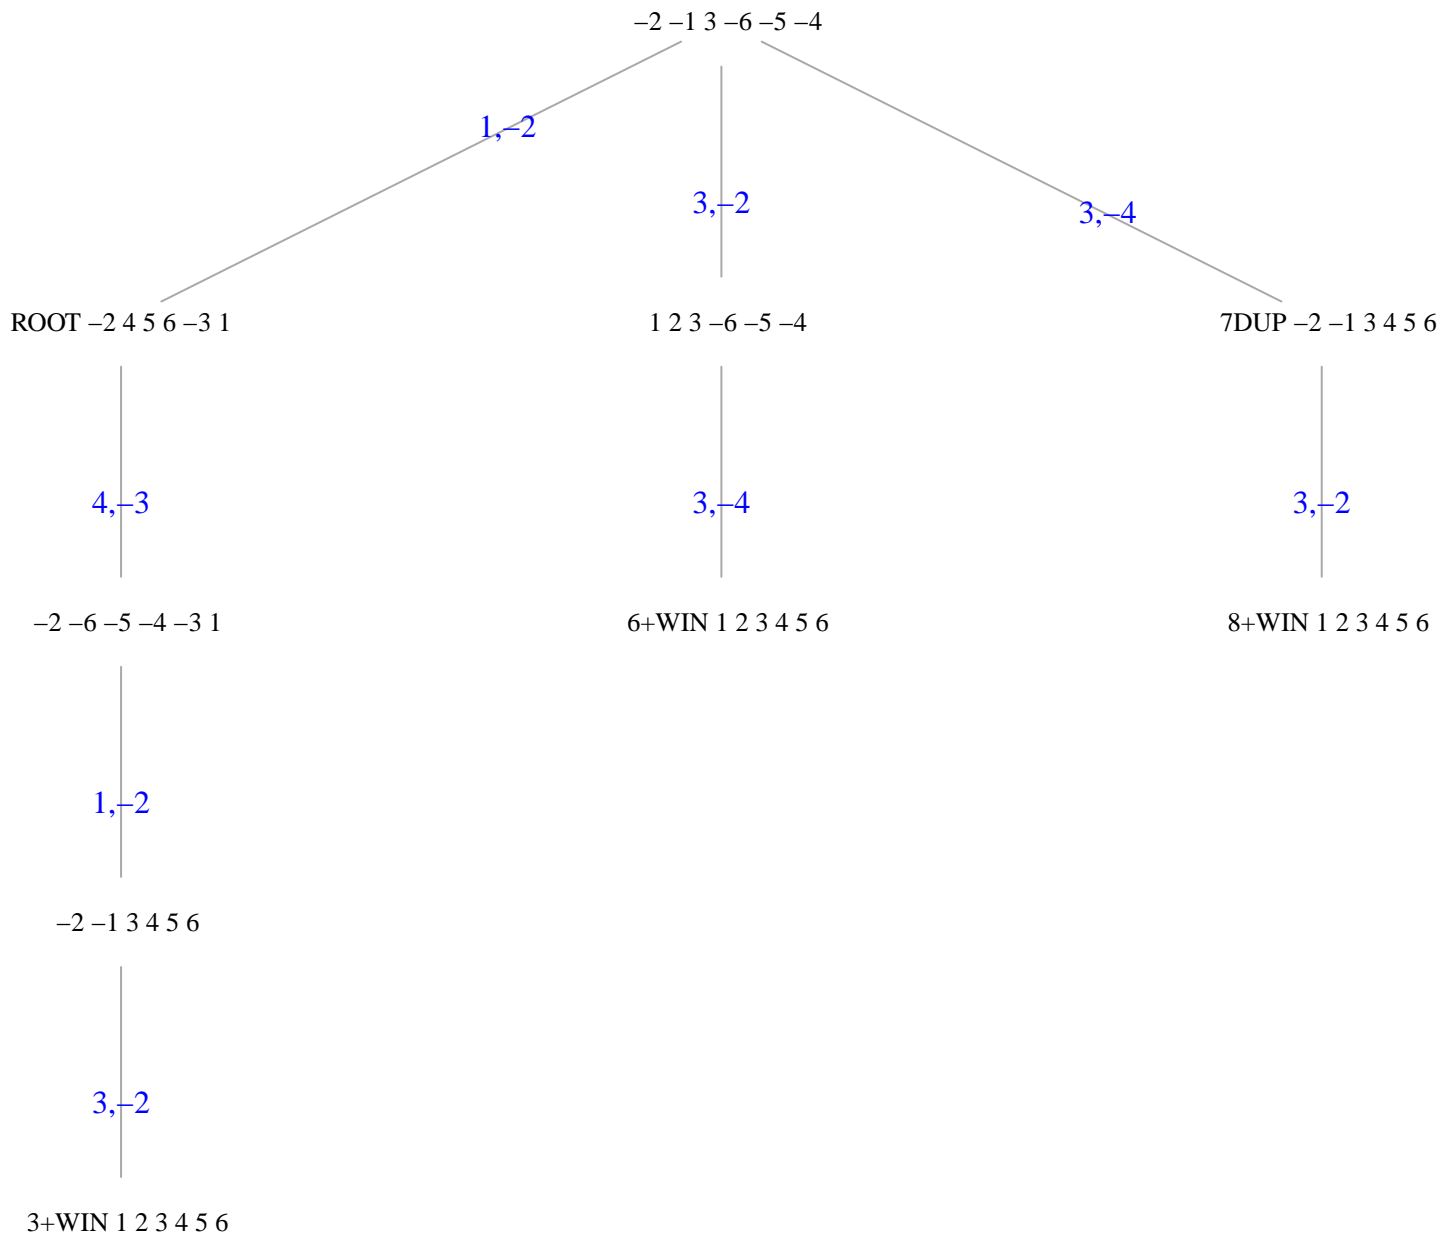 –2 –1 3 –6 –5 –4
1,–2
3,–2
3,–4
ROOT –2 4 5 6 –3 1
1 2 3 –6 –5 –4
7DUP –2 –1 3 4 5 6
4,–3
3,–4
3,–2
–2 –6 –5 –4 –3 1
6+WIN 1 2 3 4 5 6
8+WIN 1 2 3 4 5 6
1,–2
–2 –1 3 4 5 6
3,–2
3+WIN 1 2 3 4 5 6